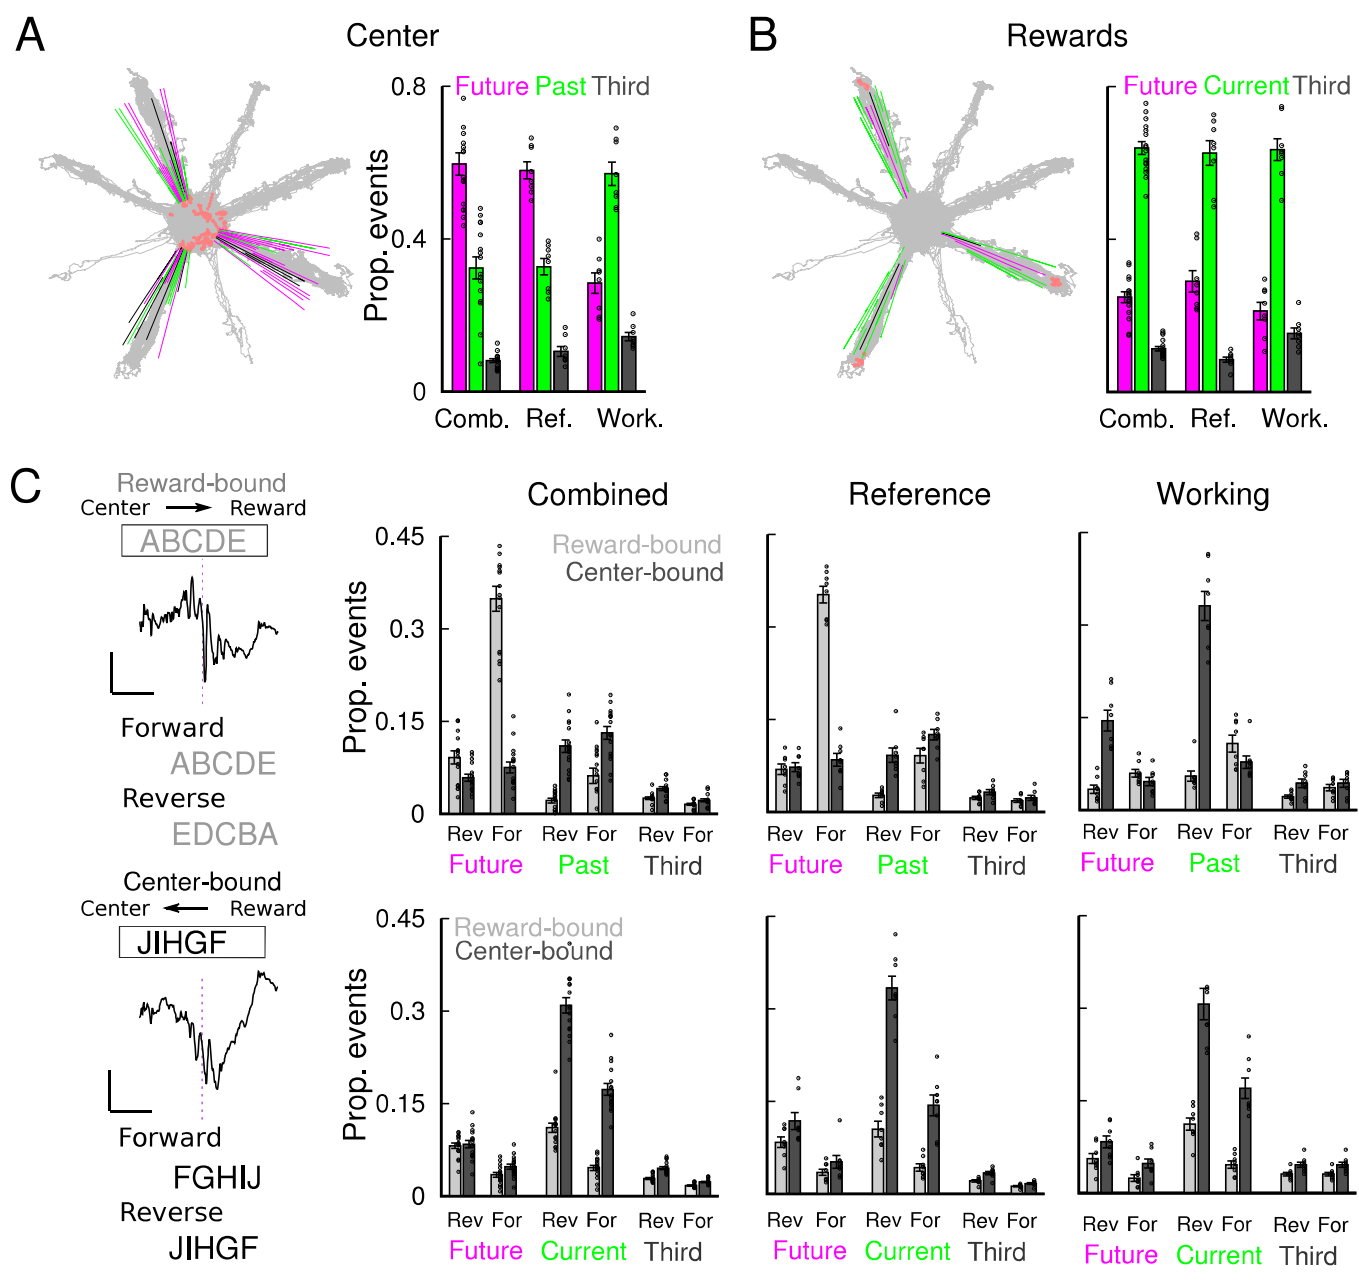 A
Center
0.8
Future Past Third
0.4
0
Prop. events
Comb. Ref. Work.
B
Rewards
Future Current Third
Comb. Ref. Work.
C
Reward-bound
Center Reward
ABCDE
Forward
ABCDE
Reverse
EDCBA
Center-bound
Center Reward
JIHGF
Forward
FGHIJ
Reverse
JIHGF
Combined
Reference
Working
0.45
0.3
0.15
0
Prop. events
Reward-bound
Center-bound
Rev For Rev For Rev For
Future Past Third
Rev For Rev For Rev For
Future Past Third
Rev For Rev For Rev For
Future Past Third
0.45
0.3
0.15
0
Prop. events
Reward-bound
Center-bound
Rev For Rev For Rev For
Future Current Third
Rev For Rev For Rev For
Future Current Third
Rev For Rev For Rev For
Future Current Third